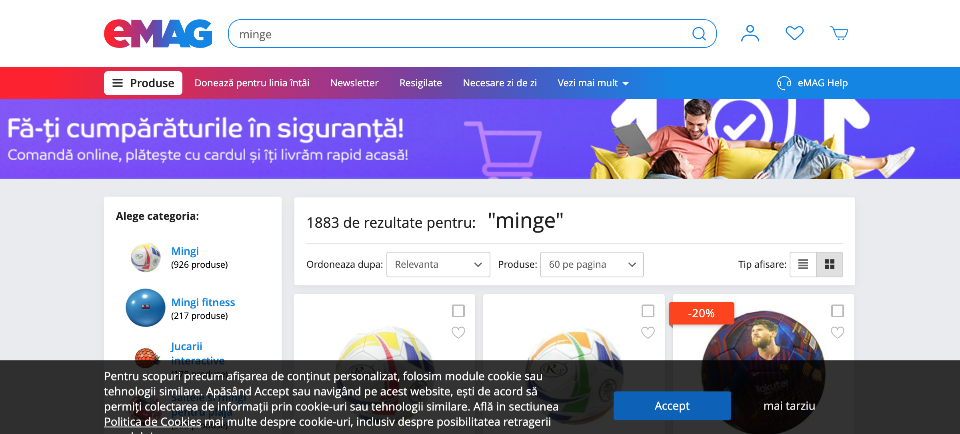 eMAG
minge
Produse
Donează pentru linia întâi
Newsletter
Resigilate
Necesare zi de zi
Vezi mai mult
eMAG Help
Fă-ți cumpărăturile în siguranță!
Comandă online, plătește cu cardul și îți livrăm rapid acasă!
Alege categoria:
Mingi
(926 produse)
Mingi fitness
(217 produse)
Jucarii
interactive
1883 de rezultate pentru: "minge"
Ordoneaza dupa:
Relevanta
Produse:
60 pe pagina
Tip afisare:
-20%
Pentru scopuri precum afișarea de conținut personalizat, folosim module cookie sau
tehnologii similare. Apăsând Accept sau navigând pe acest website, ești de acord să
permiți colectarea de informații prin cookie-uri sau tehnologii similare. Află in sectiunea
Politica de Cookies mai multe despre cookie-uri, inclusiv despre posibilitatea retragerii
Accept
mai tarziu